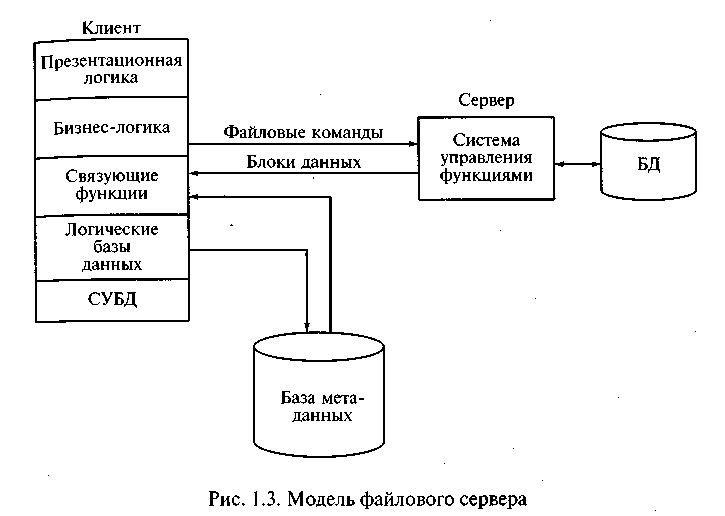 Клиент
Презентационная
логика
Бизнес-логика
Связующие
функции
Логические
базы
данных
СУБД
Файловые команды
Блоки данных
Сервер
Система
управления
функциями
БД
База мета-
данных
Рис. 1.3. Модель файлового сервера